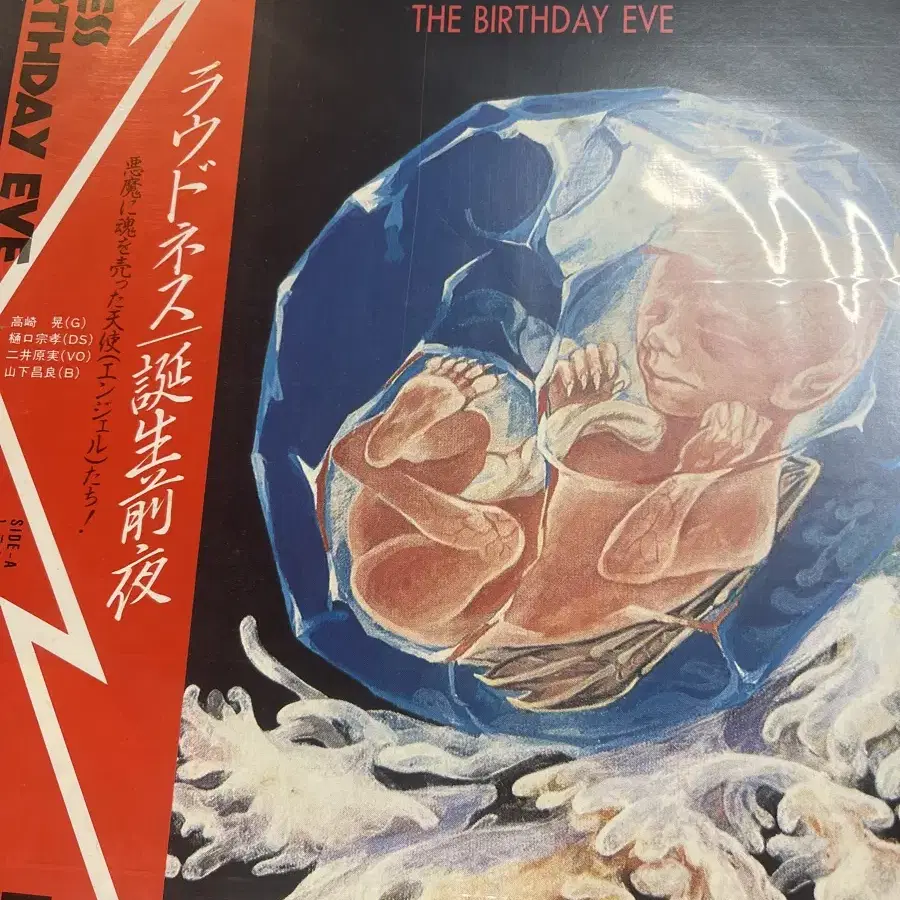 THE BIRTHDAY EVE
ESS
RTHDAY EVE
ラウドネス/誕生前夜
悪魔に魂を売った天使(エンジェル)たち!
高崎 晃(G)
樋口宗孝(DS)
二井原実(VO)
山下昌良(B)
SIDE-A